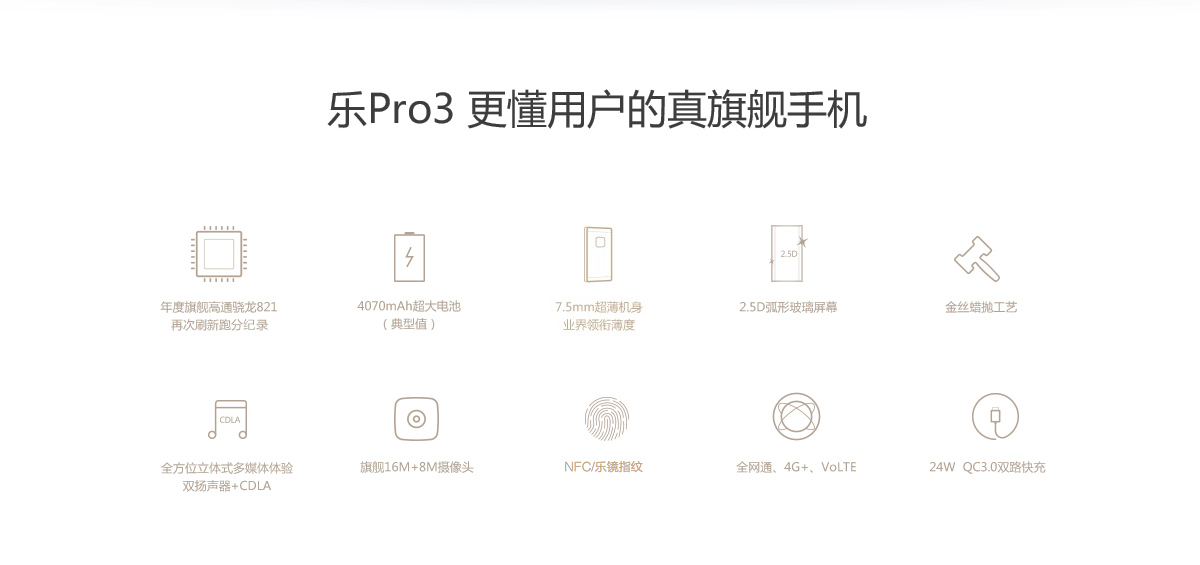 乐Pro3 更懂用户的真旗舰手机
2.5D
年度旗舰高通骁龙821
再次刷新跑分纪录
4070mAh超大电池
（典型值）
7.5mm超薄机身
业界领衔薄度
2.5D弧形玻璃屏幕
金丝蜡抛工艺
CDLA
全方位立体式多媒体体验
双扬声器+CDLA
旗舰16M+8M摄像头
NFC/乐镜指纹
全网通、4G+、VoLTE
24W QC3.0双路快充